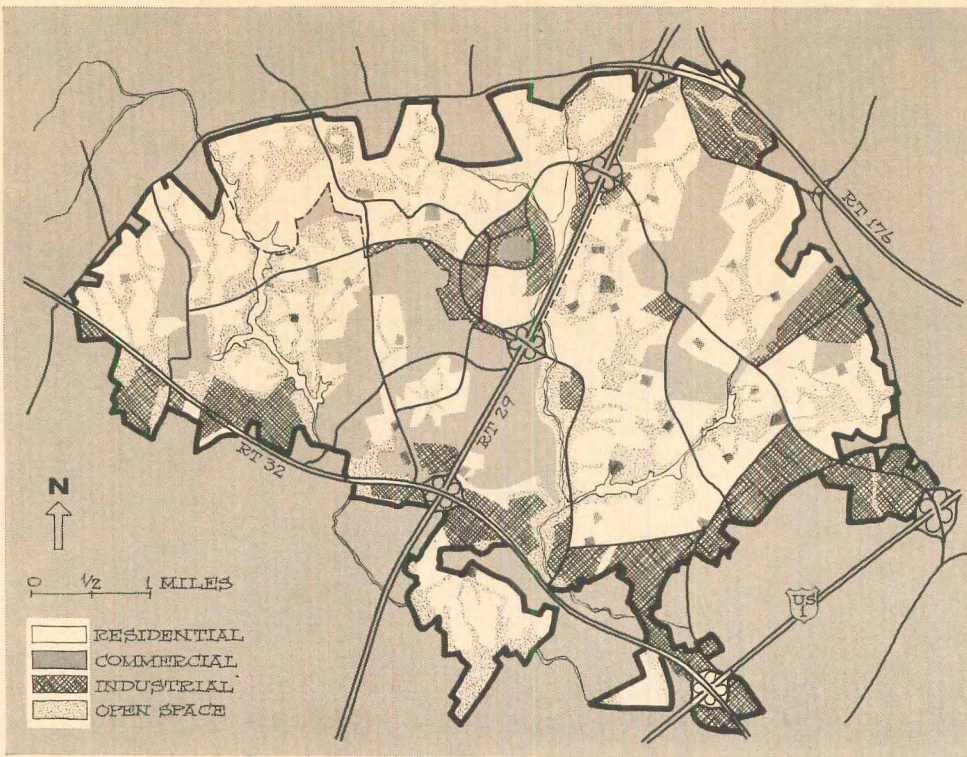 RT 176
RT 29
RT 32
N
0 1/2 1 MILES
US
1
RESIDENTIAL
COMMERCIAL
INDUSTRIAL
OPEN SPACE